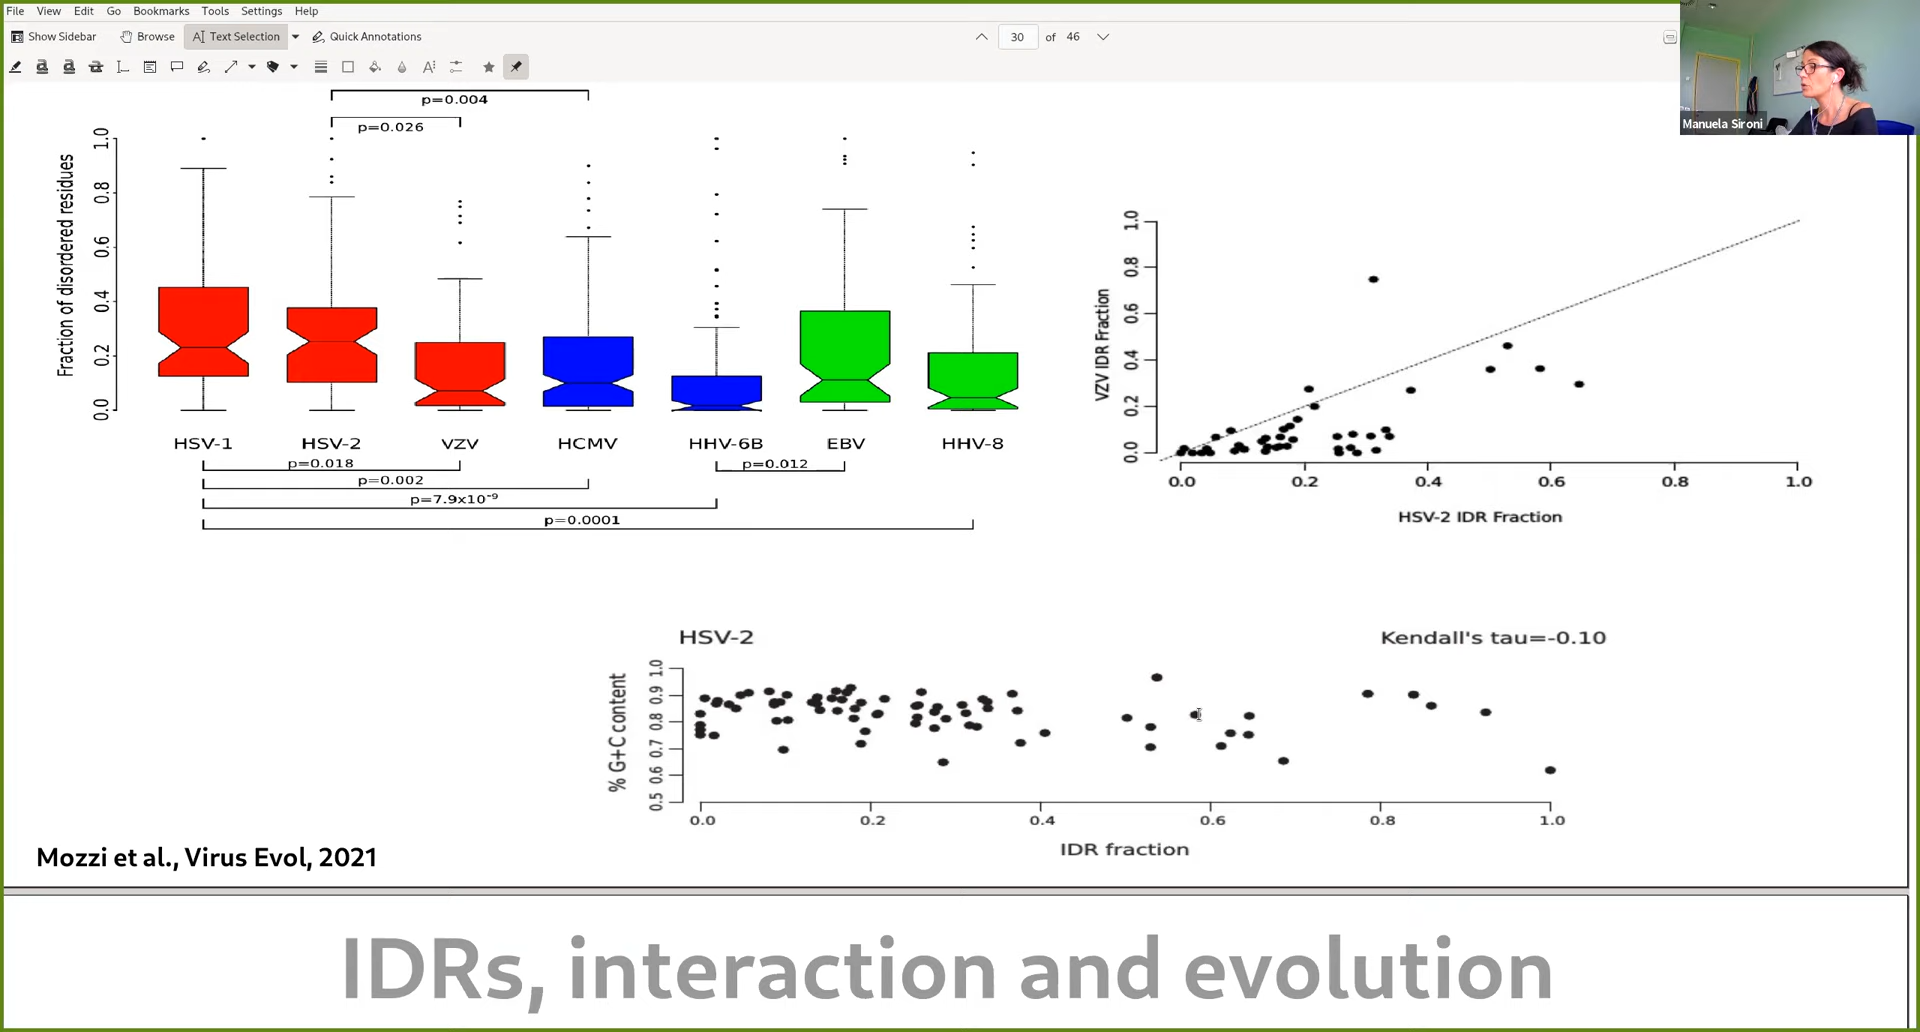 File View Edit Go Bookmarks Tools Settings Help
Show Sidebar Browse Text Selection Quick Annotations 30 of 46
Manuela Sironi
p=0.004
p=0.026
Fraction of disordered residues
1.0
0.8
0.6
0.4
0.2
0.0
HSV-1 HSV-2 VZV HCMV HHV-6B EBV HHV-8
p=0.018 p=0.012
p=0.002
p=7.9x10⁻⁹
p=0.0001
VZV IDR Fraction
1.0
0.8
0.6
0.4
0.2
0.0
0.0 0.2 0.4 0.6 0.8 1.0
HSV-2 IDR Fraction
HSV-2 Kendall's tau=-0.10
% G+C content
1.0
0.9
0.8
0.7
0.6
0.5
0.0 0.2 0.4 0.6 0.8 1.0
IDR fraction
Mozzi et al., Virus Evol, 2021
IDRs, interaction and evolution